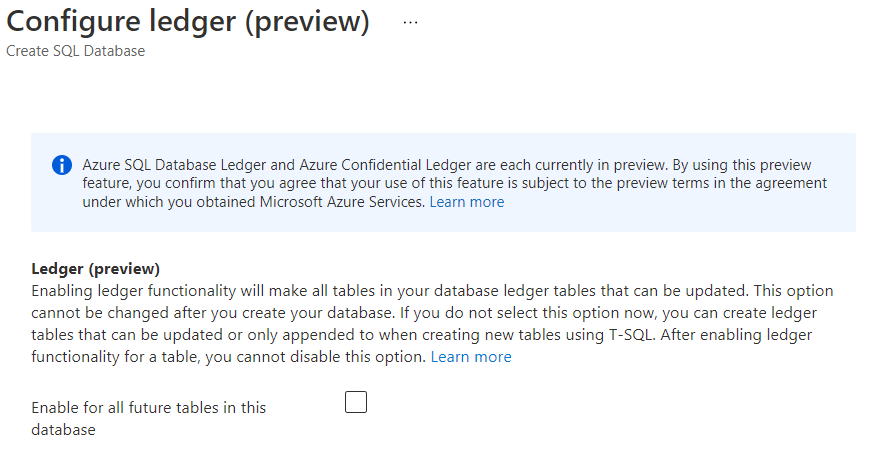 Configure ledger (preview) ...
Create SQL Database
Azure SQL Database Ledger and Azure Confidential Ledger are each currently in preview. By using this preview
feature, you confirm that you agree that your use of this feature is subject to the preview terms in the agreement
under which you obtained Microsoft Azure Services. Learn more
Ledger (preview)
Enabling ledger functionality will make all tables in your database ledger tables that can be updated. This option
cannot be changed after you create your database. If you do not select this option now, you can create ledger
tables that can be updated or only appended to when creating new tables using T-SQL. After enabling ledger
functionality for a table, you cannot disable this option. Learn more
Enable for all future tables in this
database